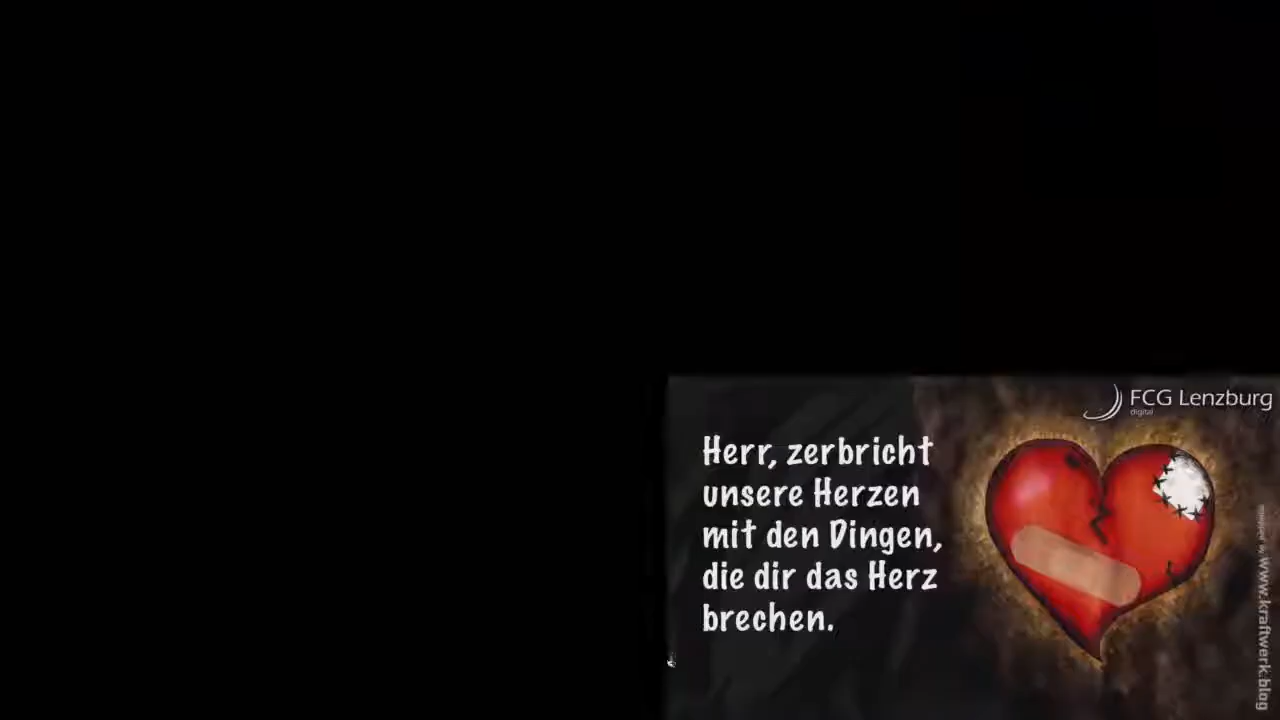 FCG Lenzburg
digital
Herr, zerbricht
unsere Herzen
mit den Dingen,
die dir das Herz
brechen.
www.kraftwerk.blog